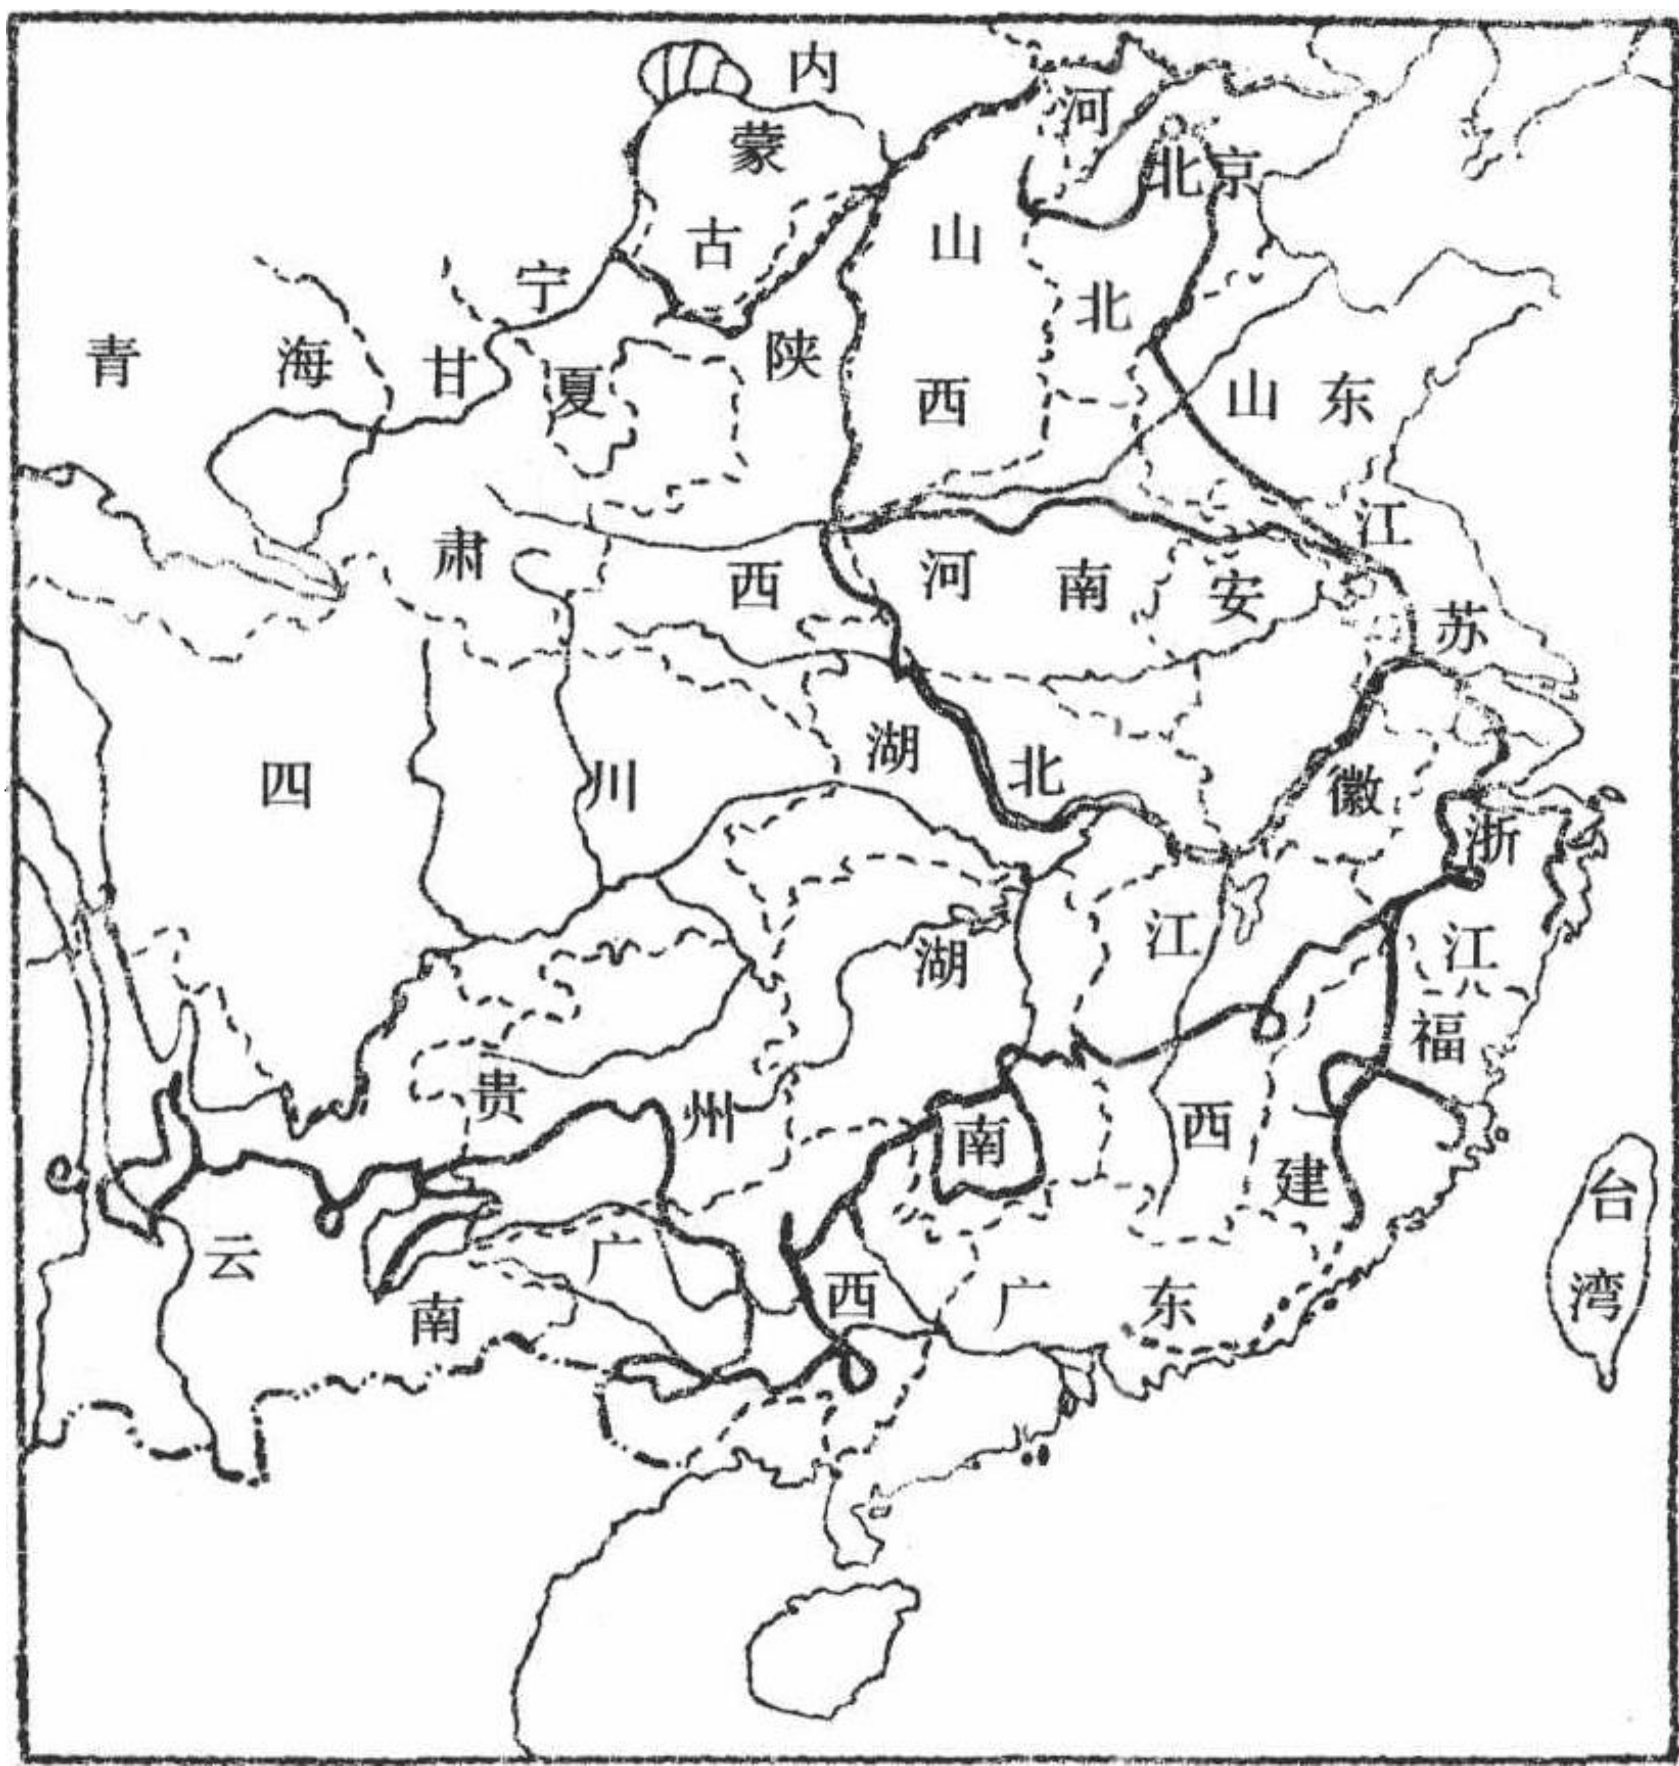 内蒙古
河北
北京
宁夏
山西
青海
甘肃
陕西
山东
江苏
河南
安徽
四川
湖北
浙江
湖南
江西
福建
贵州
云南
广西
广东
台湾